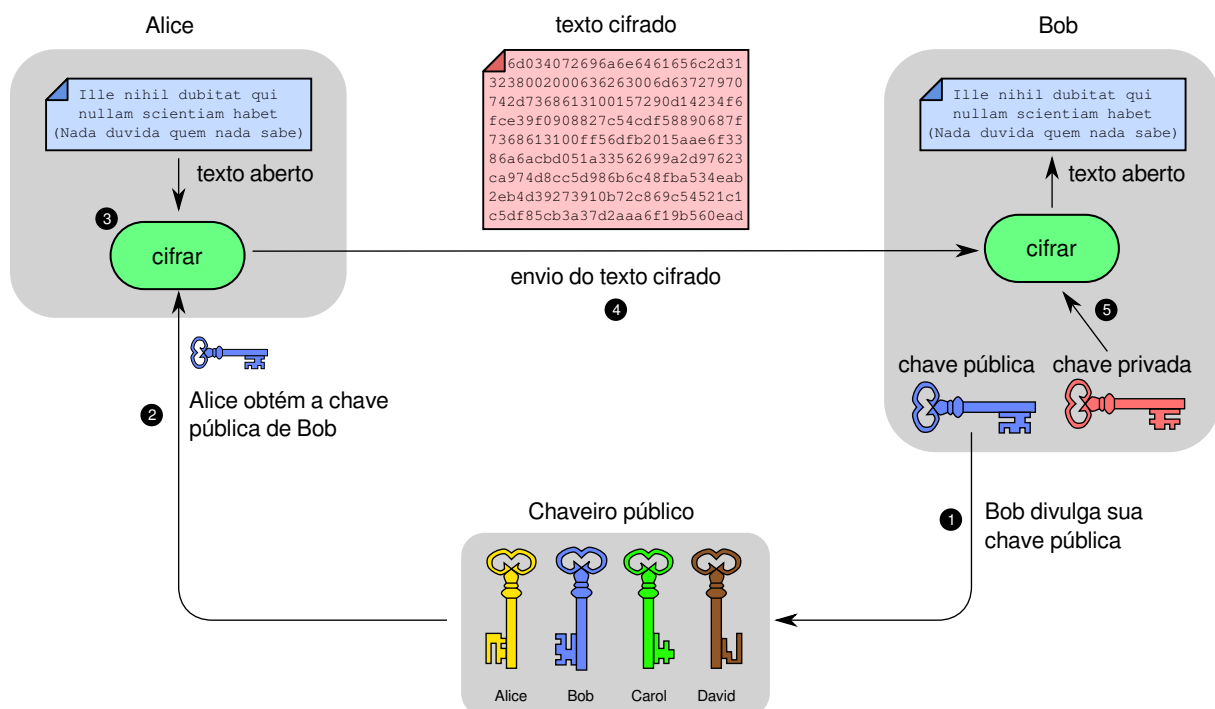 Alice
texto cifrado
Bob
Ille nihil dubitat qui
nullam scientiam habet
(Nada duvida quem nada sabe)
6d034072696a6e6461656c2d31
3238002000636263006d63727970
742d7368613100157290d14234f6
fce39f0908827c54cdf58890687f
7368613100ff56dfb2015aae6f33
86a6acbd051a33562699a2d97623
ca974d8cc5d986b6c48fba534eab
2eb4d39273910b72c869c54521c1
c5df85cb3a37d2aaa6f19b560ead
Ille nihil dubitat qui
nullam scientiam habet
(Nada duvida quem nada sabe)
texto aberto
texto aberto
3
cifrar
cifrar
envio do texto cifrado
4
5
chave pública
chave privada
2
Alice obtém a chave
pública de Bob
Chaveiro público
1
Bob divulga sua
chave pública
Alice
Bob
Carol
David